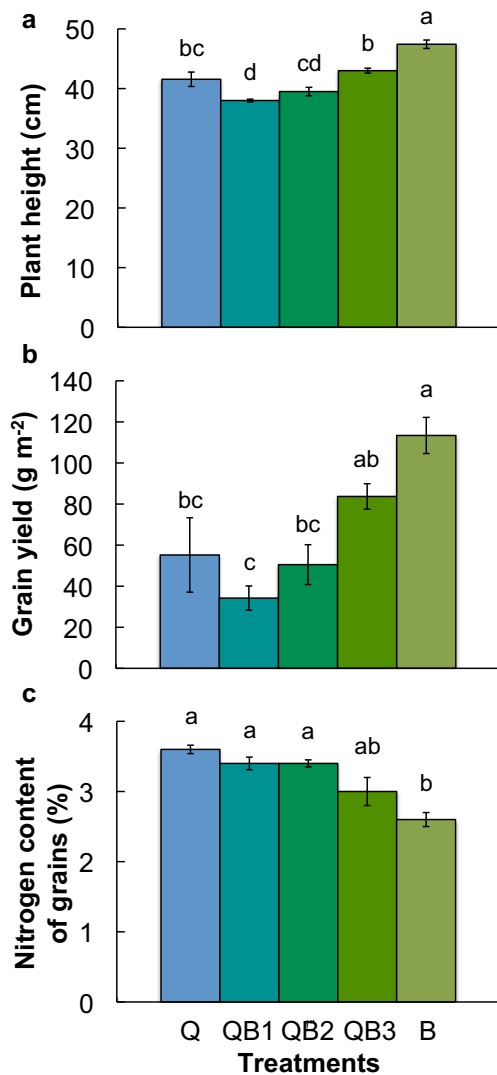 a
Plant height (cm)
50
40
30
20
10
0
bc
d
cd
b
a
b
Grain yield (g m-2)
140
120
100
80
60
40
20
0
bc
c
bc
ab
a
c
Nitrogen content
of grains (%)
4
3
2
1
0
a
a
a
ab
b
Q QB1 QB2 QB3 B
Treatments